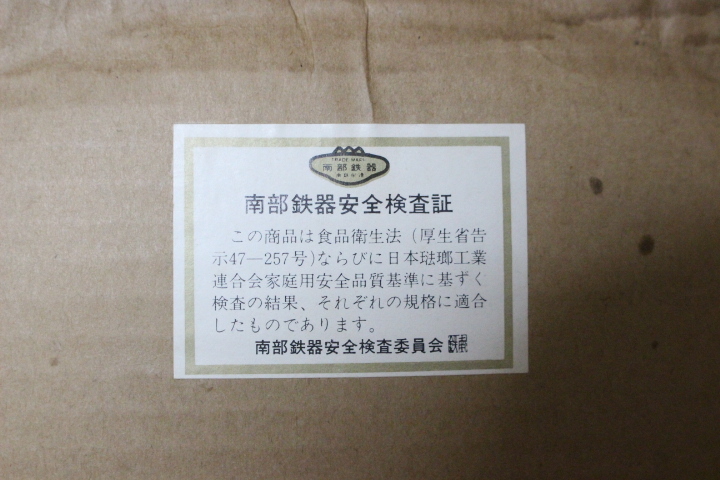 TRADE MARK
南部鉄器
南部鉄器安全検査証
この商品は食品衛生法（厚生省告
示47—257号）ならびに日本琺瑯工業
連合会家庭用安全品質基準に基ずく
検査の結果、それぞれの規格に適合
したものであります。
南部鉄器安全検査委員会